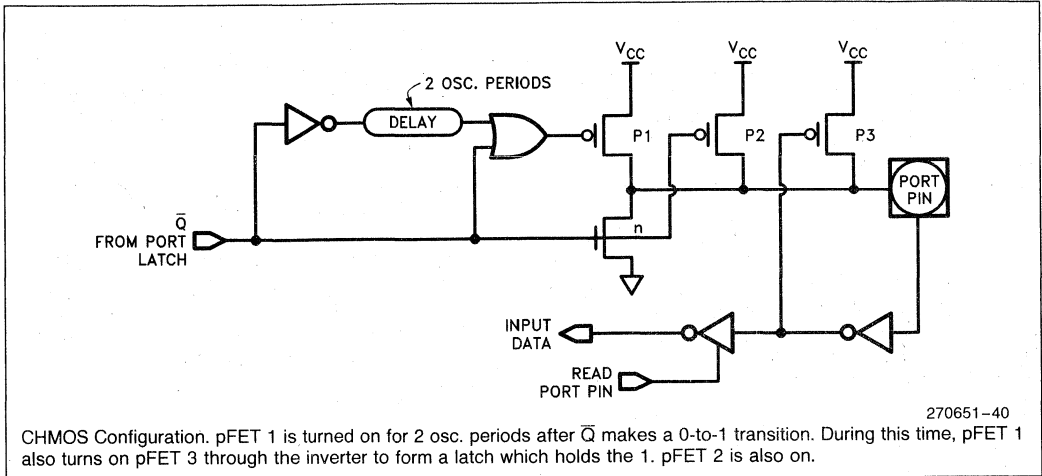 V_CC V_CC V_CC
2 OSC. PERIODS
DELAY
P1 P2 P3
PORT
PIN
Q̅
FROM PORT
LATCH
n
INPUT
DATA
READ
PORT PIN
270651–40
CHMOS Configuration. pFET 1 is turned on for 2 osc. periods after Q̅ makes a 0-to-1 transition. During this time, pFET 1
also turns on pFET 3 through the inverter to form a latch which holds the 1. pFET 2 is also on.